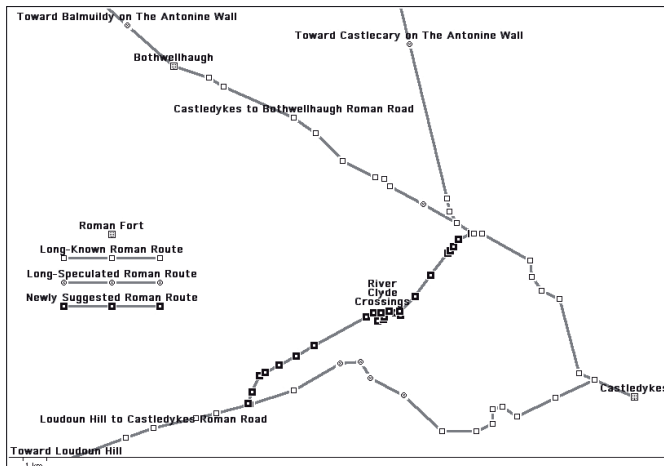 Toward Balmuildy on The Antonine Wall
Toward Castlecary on The Antonine Wall
Bothwellhaugh
Castledykes to Bothwellhaugh Roman Road
Roman Fort
Long-Known Roman Route
Long-Speculated Roman Route
Newly Suggested Roman Route
River
Clyde
Crossings
Castledykes
Loudoun Hill to Castledykes Roman Road
Toward Loudoun Hill
1 km